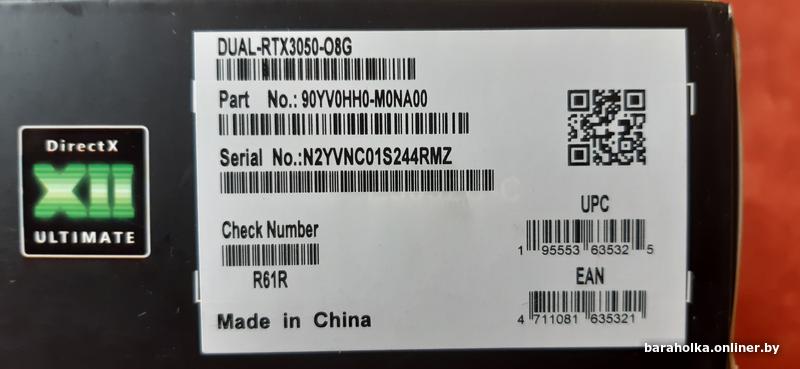 DUAL-RTX3050-O8G
Part No.: 90YV0HH0-M0NA00
Serial No.:N2YVNC01S244RMZ
DirectX
XII
ULTIMATE
Check Number
R61R
UPC
1 95553 63532 5
EAN
4 711081 635321
Made in China
baraholka.onliner.by